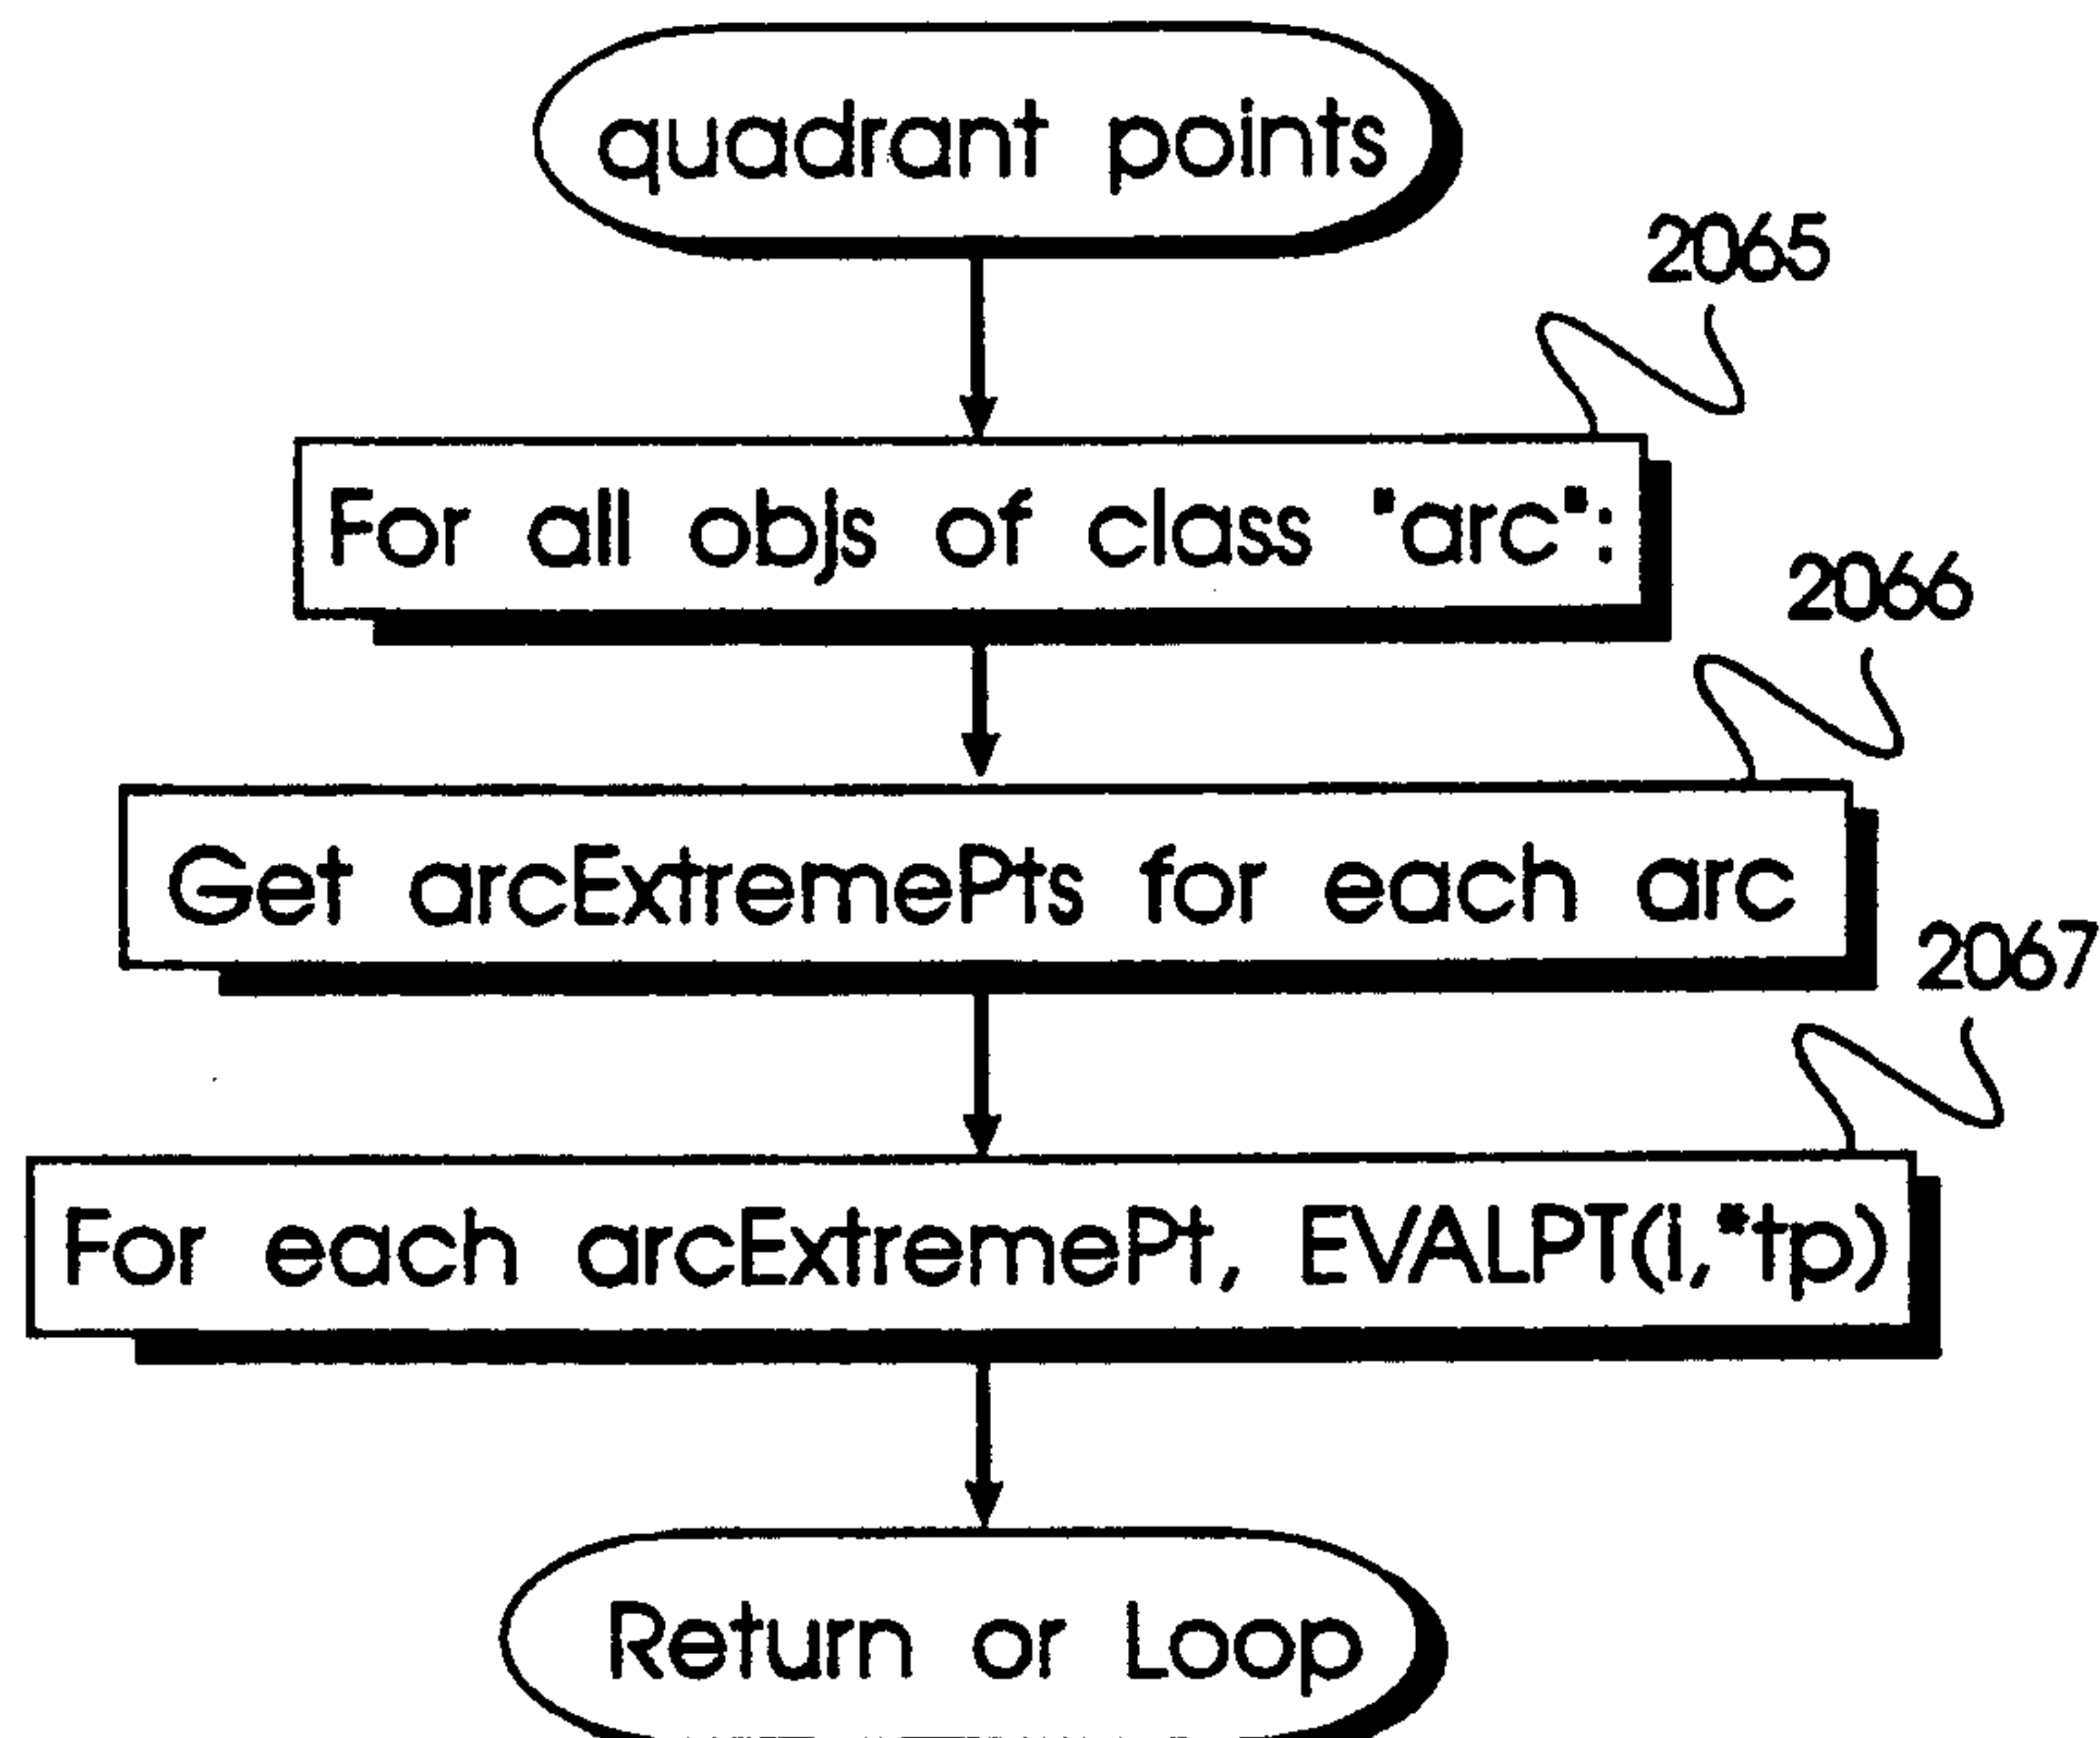 quadrant points
2065
For all objs of class "arc":
2066
Get arcExtremePts for each arc
2067
For each arcExtremePt, EVALPT(i,*tp)
Return or Loop